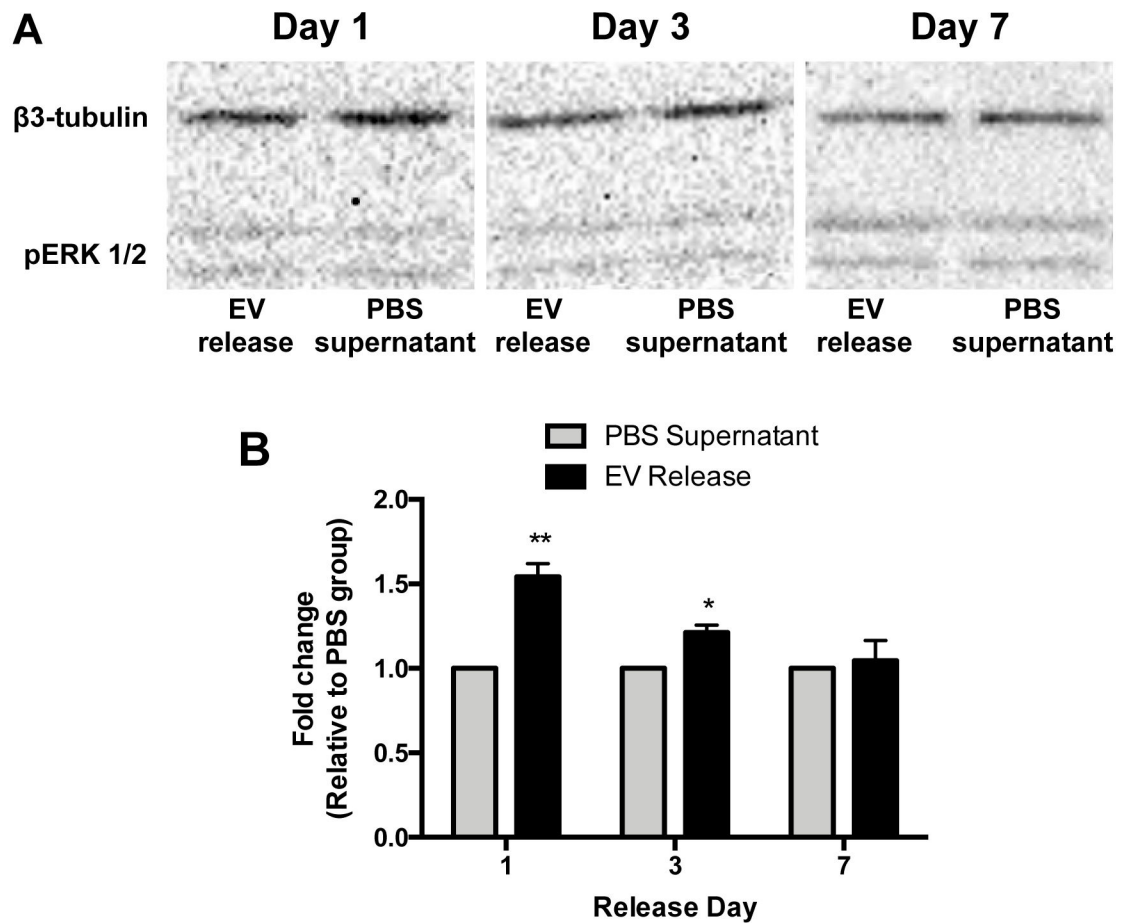 A
Day 1
Day 3
Day 7
β3-tubulin
pERK 1/2
EV
release
PBS
supernatant
EV
release
PBS
supernatant
EV
release
PBS
supernatant
B
PBS Supernatant
EV Release
Fold change
(Relative to PBS group)
2.0
1.5
1.0
0.5
0.0
**
*
1
3
7
Release Day